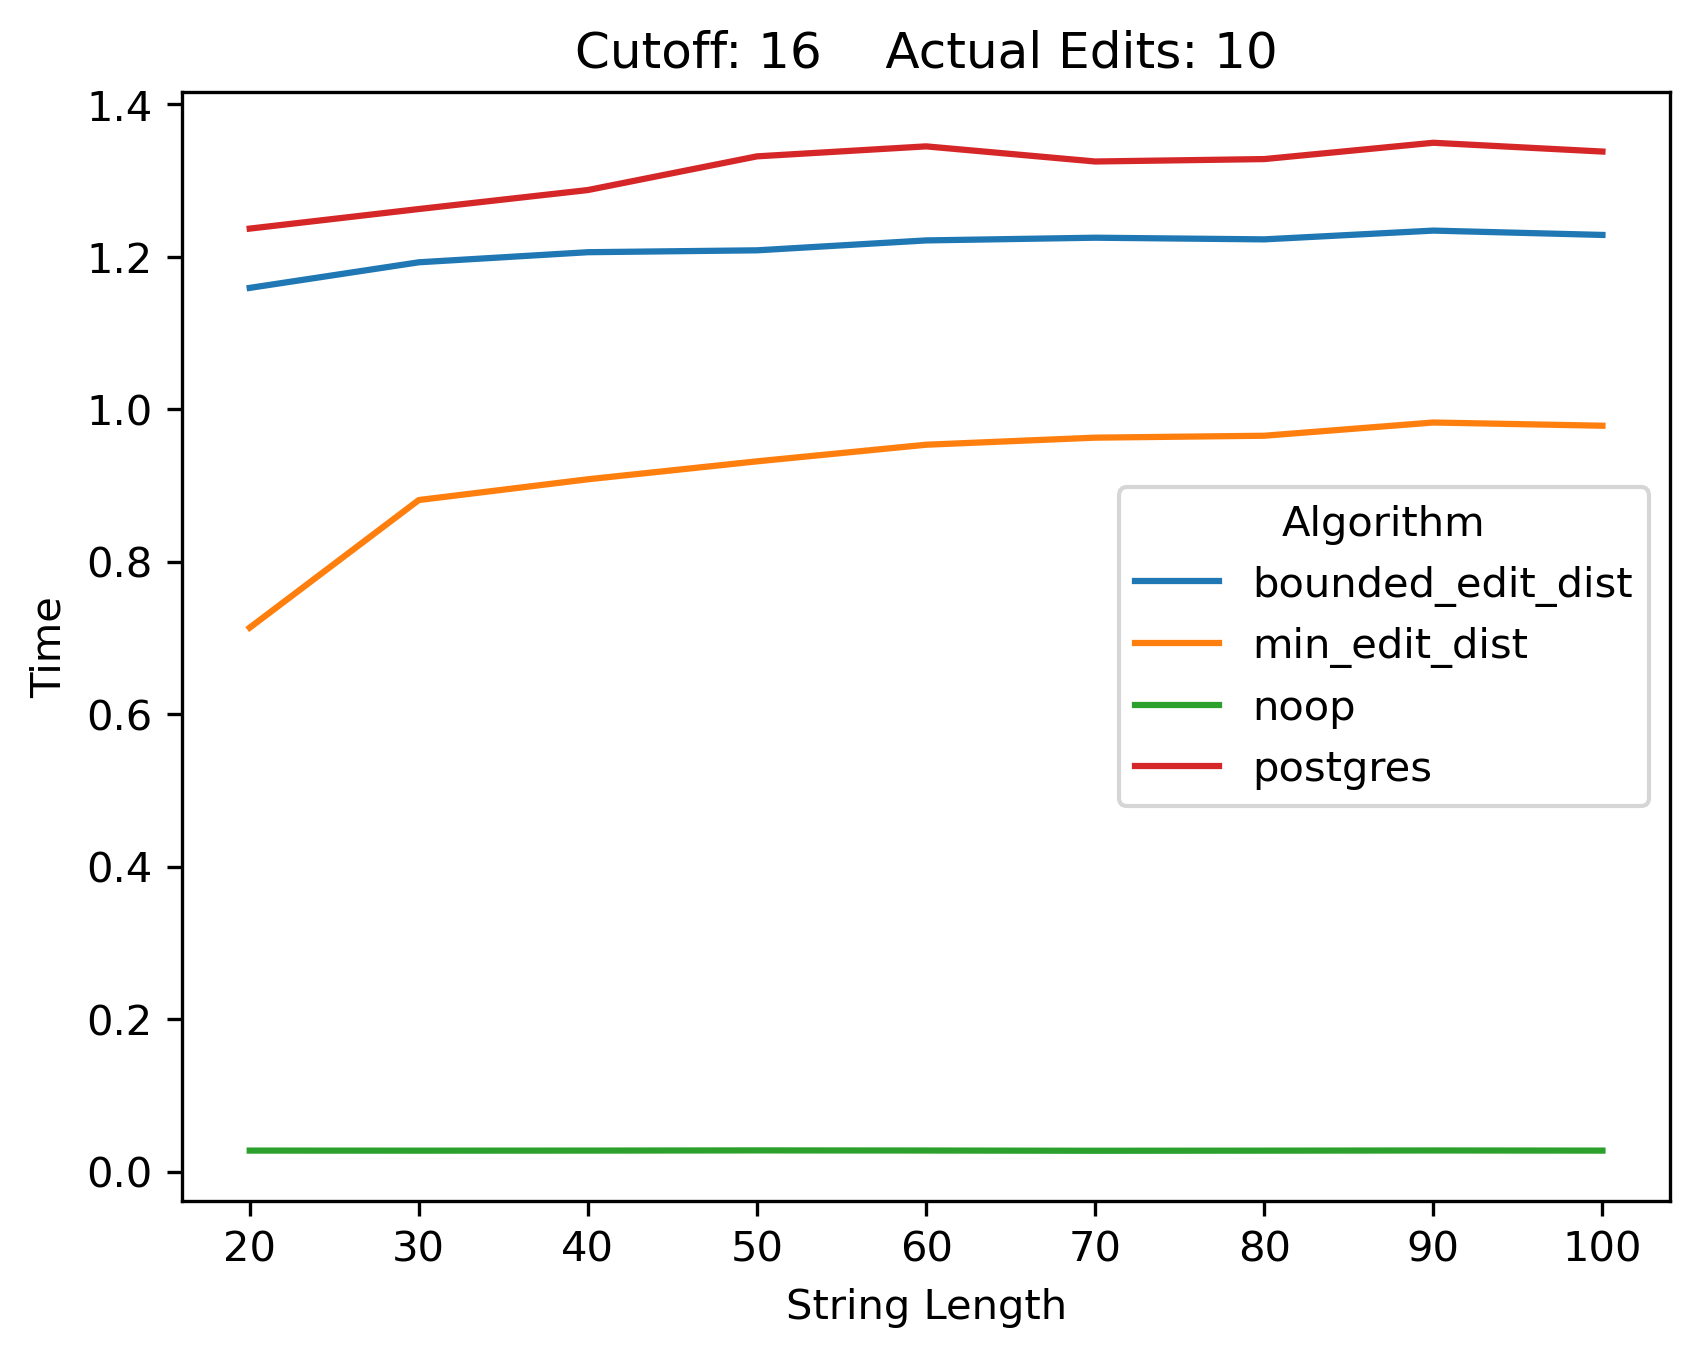 Cutoff: 16    Actual Edits: 10
1.4
1.2
1.0
0.8
0.6
0.4
0.2
0.0
Time
Algorithm
bounded_edit_dist
min_edit_dist
noop
postgres
20 30 40 50 60 70 80 90 100
String Length